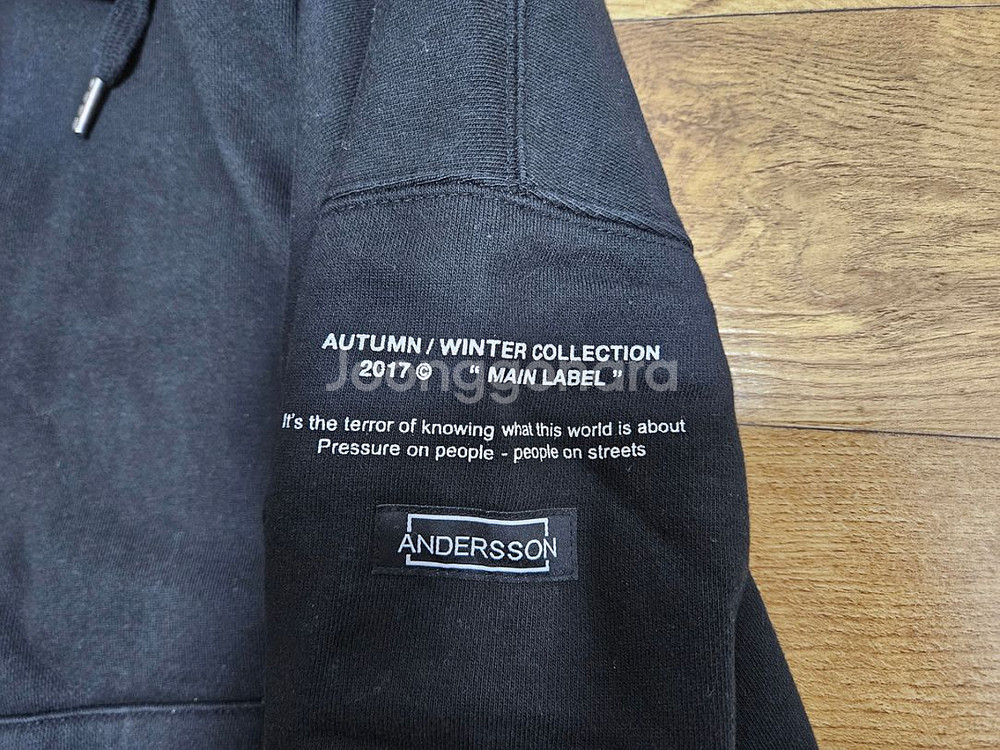 AUTUMN / WINTER COLLECTION
2017 © “ MAIN LABEL ”
Joonggonara
It's the terror of knowing what this world is about
Pressure on people - people on streets
ANDERSSON